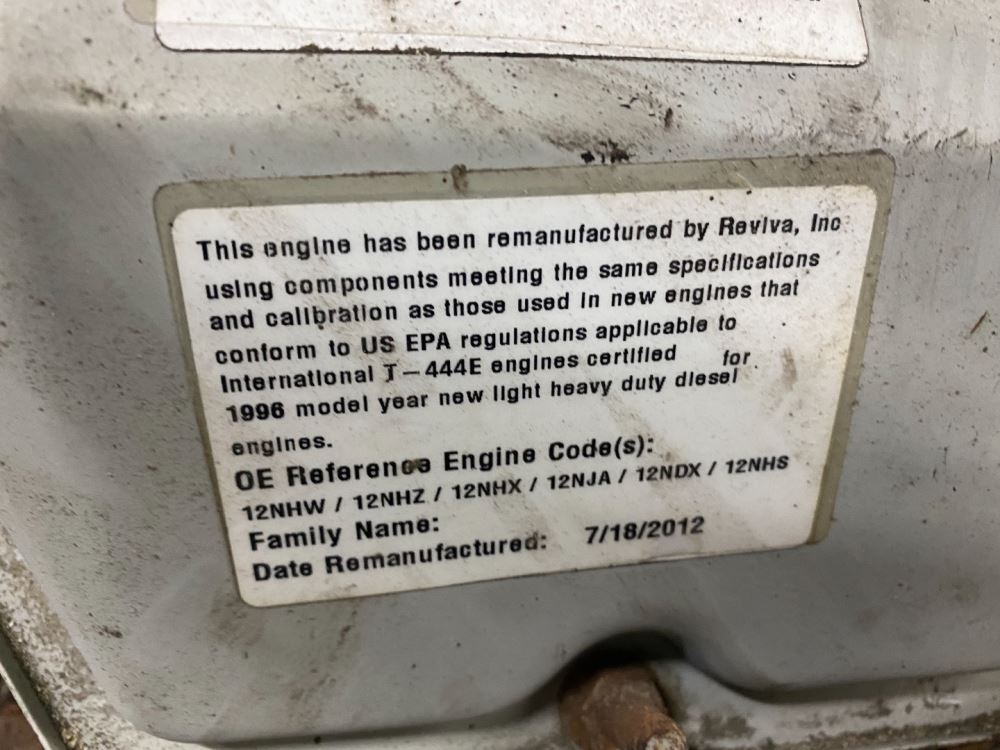 This engine has been remanufactured by Reviva, Inc
using components meeting the same specifications
and calibration as those used in new engines that
conform to US EPA regulations applicable to
International T-444E engines certified for
1996 model year new light heavy duty diesel
engines.
OE Reference Engine Code(s):
12NHW / 12NHZ / 12NHX / 12NJA / 12NDX / 12NHS
Family Name:
Date Remanufactured: 7/18/2012